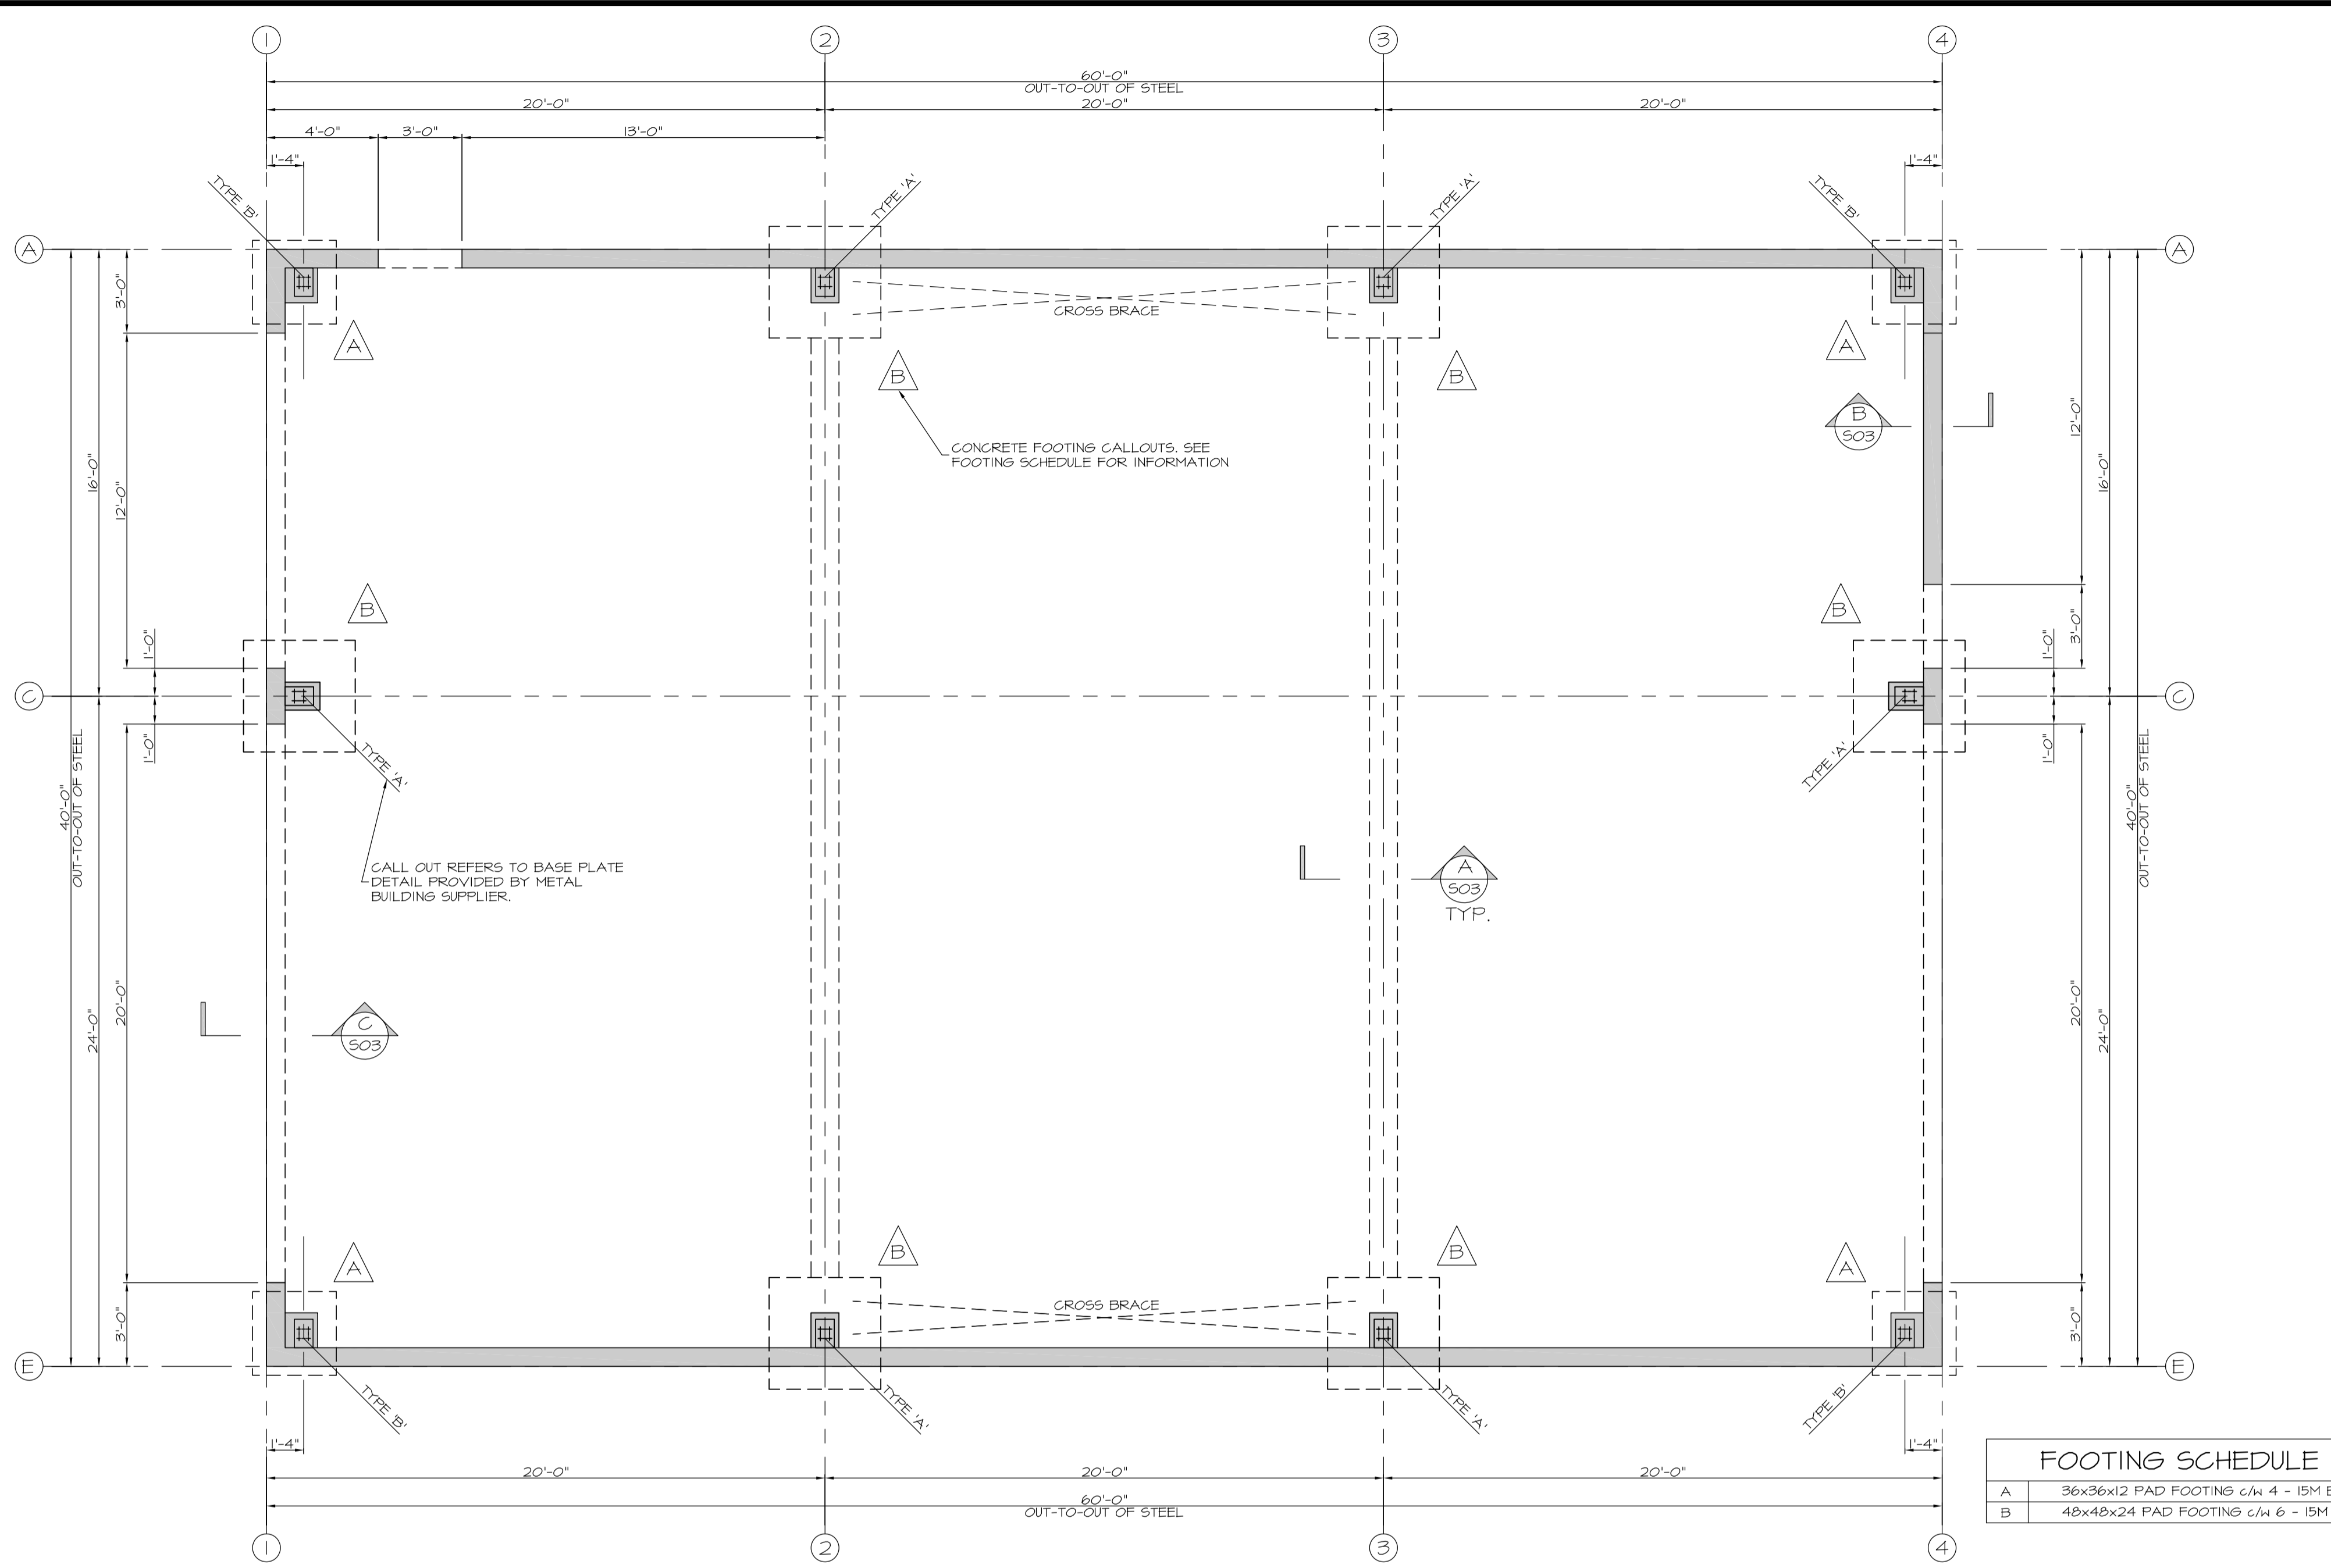 1
2
3
4
60'-0"
OUT-TO-OUT OF STEEL
20'-0"
20'-0"
20'-0"
4'-0"
3'-0"
13'-0"
1'-4"
1'-4"
TYPE 'B'
TYPE 'A'
TYPE 'A'
TYPE 'B'
A
A
3'-0"
CROSS BRACE
A
B
B
A
12'-0"
16'-0"
B
S03
CONCRETE FOOTING CALLOUTS. SEE
FOOTING SCHEDULE FOR INFORMATION
16'-0"
12'-0"
B
B
1'-0"
3'-0"
1'-0"
C
C
1'-0"
1'-0"
TYPE 'A'
TYPE 'A'
40'-0"
OUT-TO-OUT OF STEEL
40'-0"
OUT-TO-OUT OF STEEL
CALL OUT REFERS TO BASE PLATE
DETAIL PROVIDED BY METAL
BUILDING SUPPLIER.
A
S03
TYP.
24'-0"
20'-0"
C
S03
20'-0"
24'-0"
A
B
B
A
CROSS BRACE
3'-0"
3'-0"
E
E
TYPE 'B'
TYPE 'A'
TYPE 'A'
TYPE 'B'
1'-4"
1'-4"
20'-0"
20'-0"
20'-0"
60'-0"
OUT-TO-OUT OF STEEL
FOOTING SCHEDULE
A 36x36x12 PAD FOOTING c/w 4 - 15M
B 48x48x24 PAD FOOTING c/w 6 - 15M
1
2
3
4